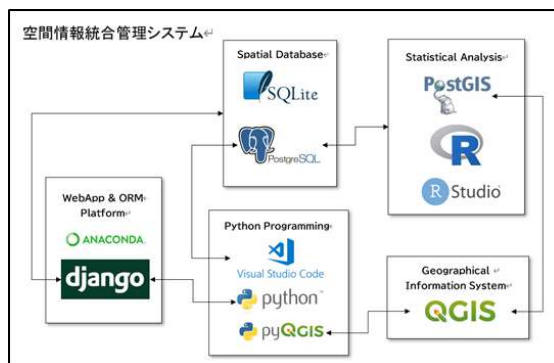 空間情報統合管理システム
Spatial Database
SQLite
PostgreSQL
Statistical Analysis
PostGIS
R
R Studio
WebApp & ORM
Platform
ANACONDA
django
Python Programming
Visual Studio Code
python™
pyQGIS
Geographical
Information System
QGIS